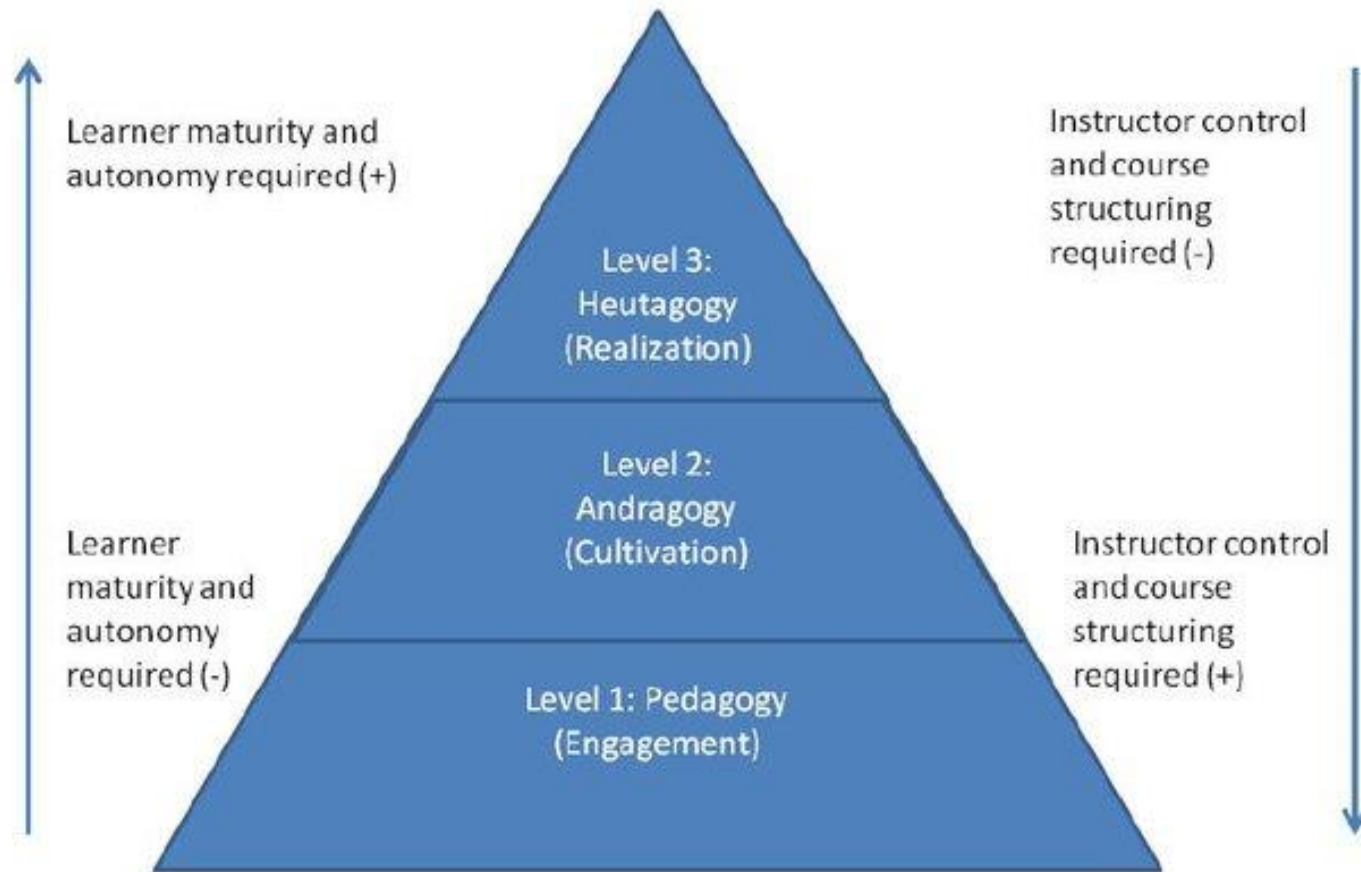 Learner maturity and
autonomy required (+)
Instructor control
and course
structuring
required (-)
Level 3:
Heutagogy
(Realization)
Level 2:
Andragogy
(Cultivation)
Learner
maturity and
autonomy
required (-)
Instructor control
and course
structuring
required (+)
Level 1: Pedagogy
(Engagement)